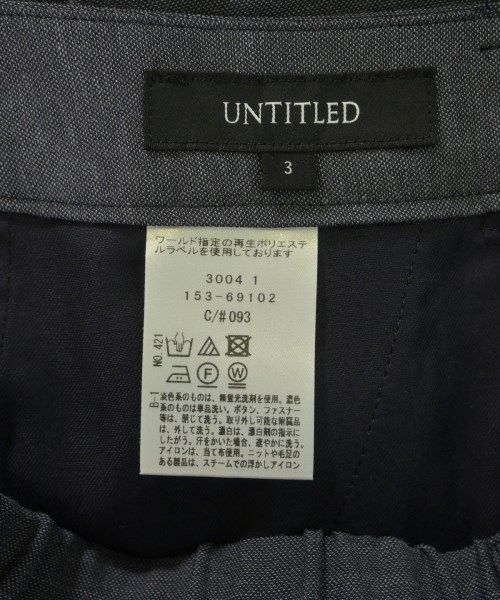 UNTITLED
3
ワールド指定の再生ポリエステ
ルラベルを使用しております
3004 1
153-69102
C/#093
NO.421
F W
B-1
淡色系のものは、無蛍光洗剤を使用。濃色
系のものは単品洗い。ボタン、ファスナー
等は、閉じて洗う。取り外し可能な附属品
は、外して洗う。漂白は、漂白剤の指示に
したがう。汗をかいた場合、速やかに洗う。
アイロンは、当て布使用。ニットや毛足の
ある製品は、スチームでの浮かしアイロン